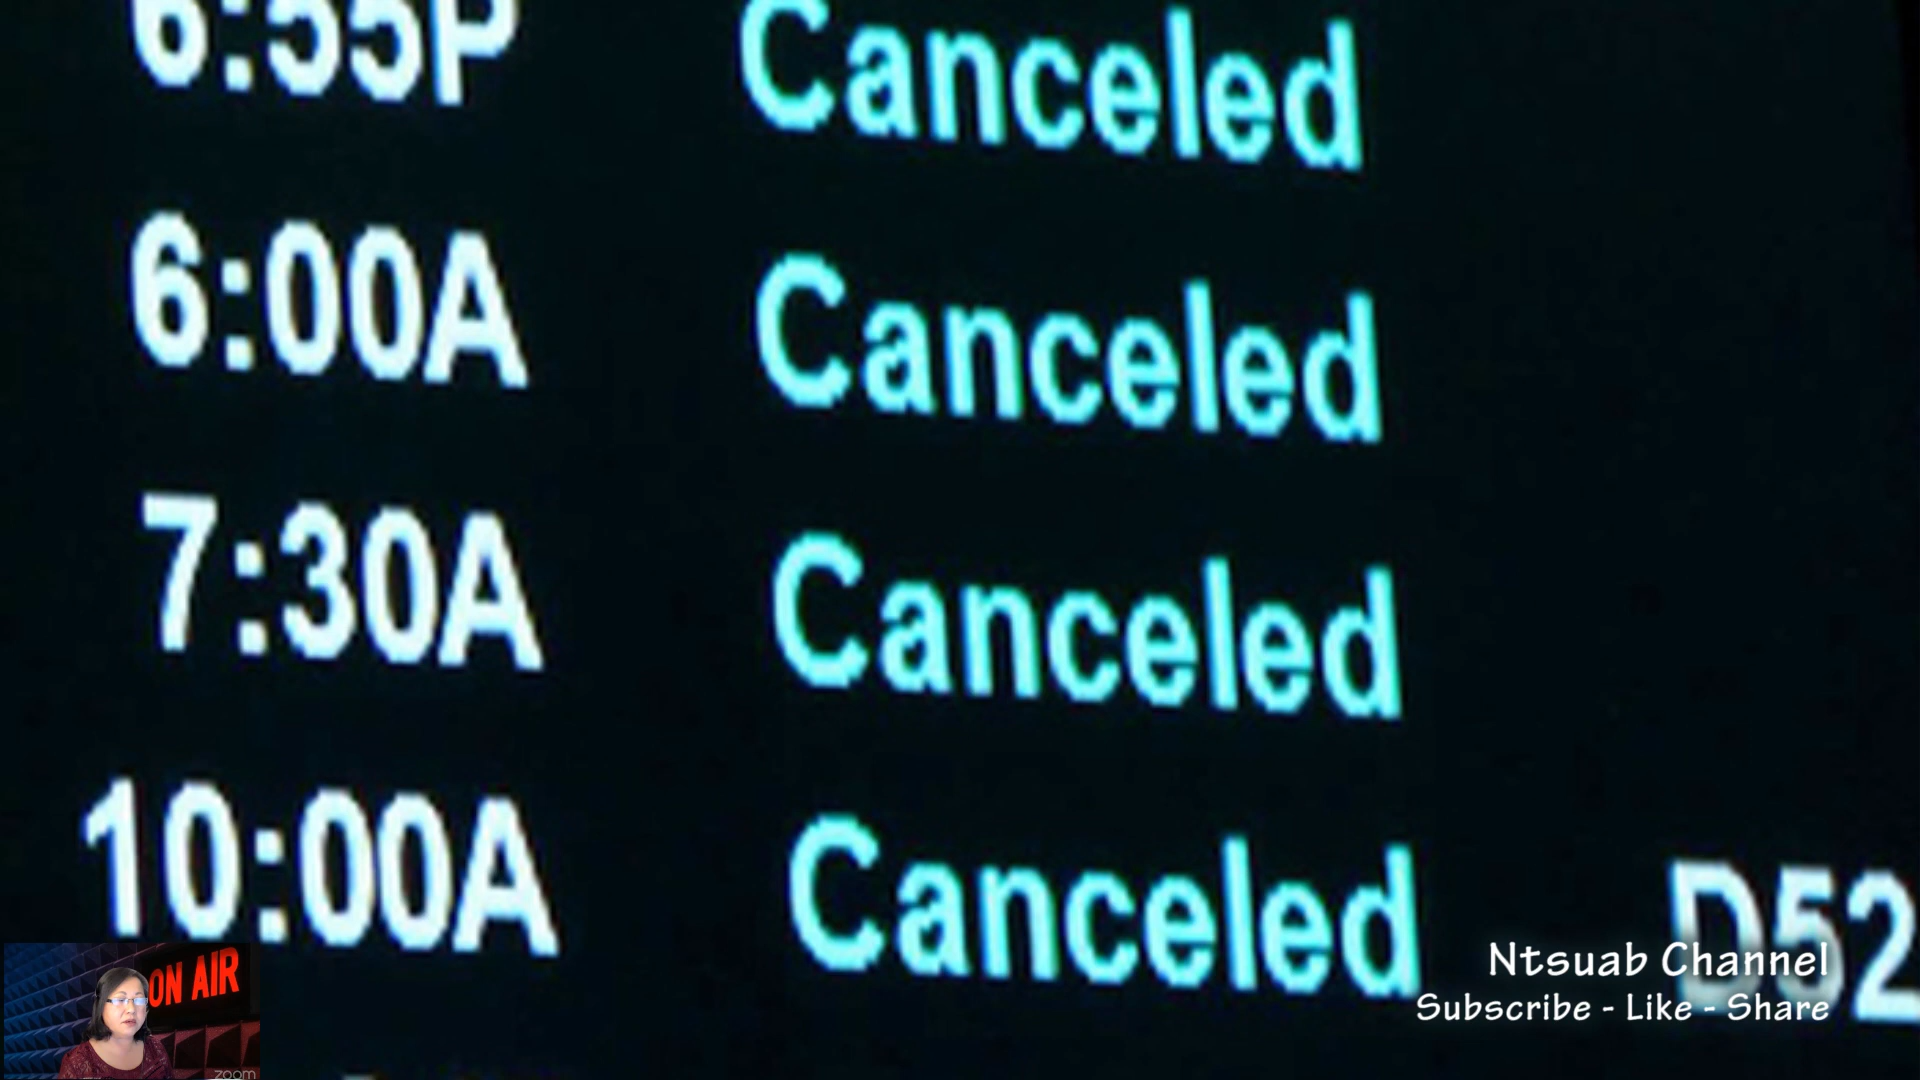 6:55P Canceled
6:00A Canceled
7:30A Canceled
10:00A Canceled D52
Ntsuab Channel
Subscribe - Like - Share
ON AIR
zoom